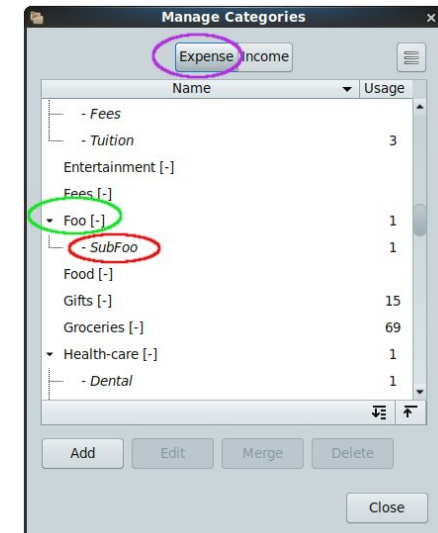 Manage Categories
Expense Income
Name Usage
- Fees
- Tuition 3
Entertainment [-]
Fees [-]
Foo [-] 1
- SubFoo 1
Food [-]
Gifts [-] 15
Groceries [-] 69
Health-care [-] 1
- Dental 1
Add Edit Merge Delete
Close